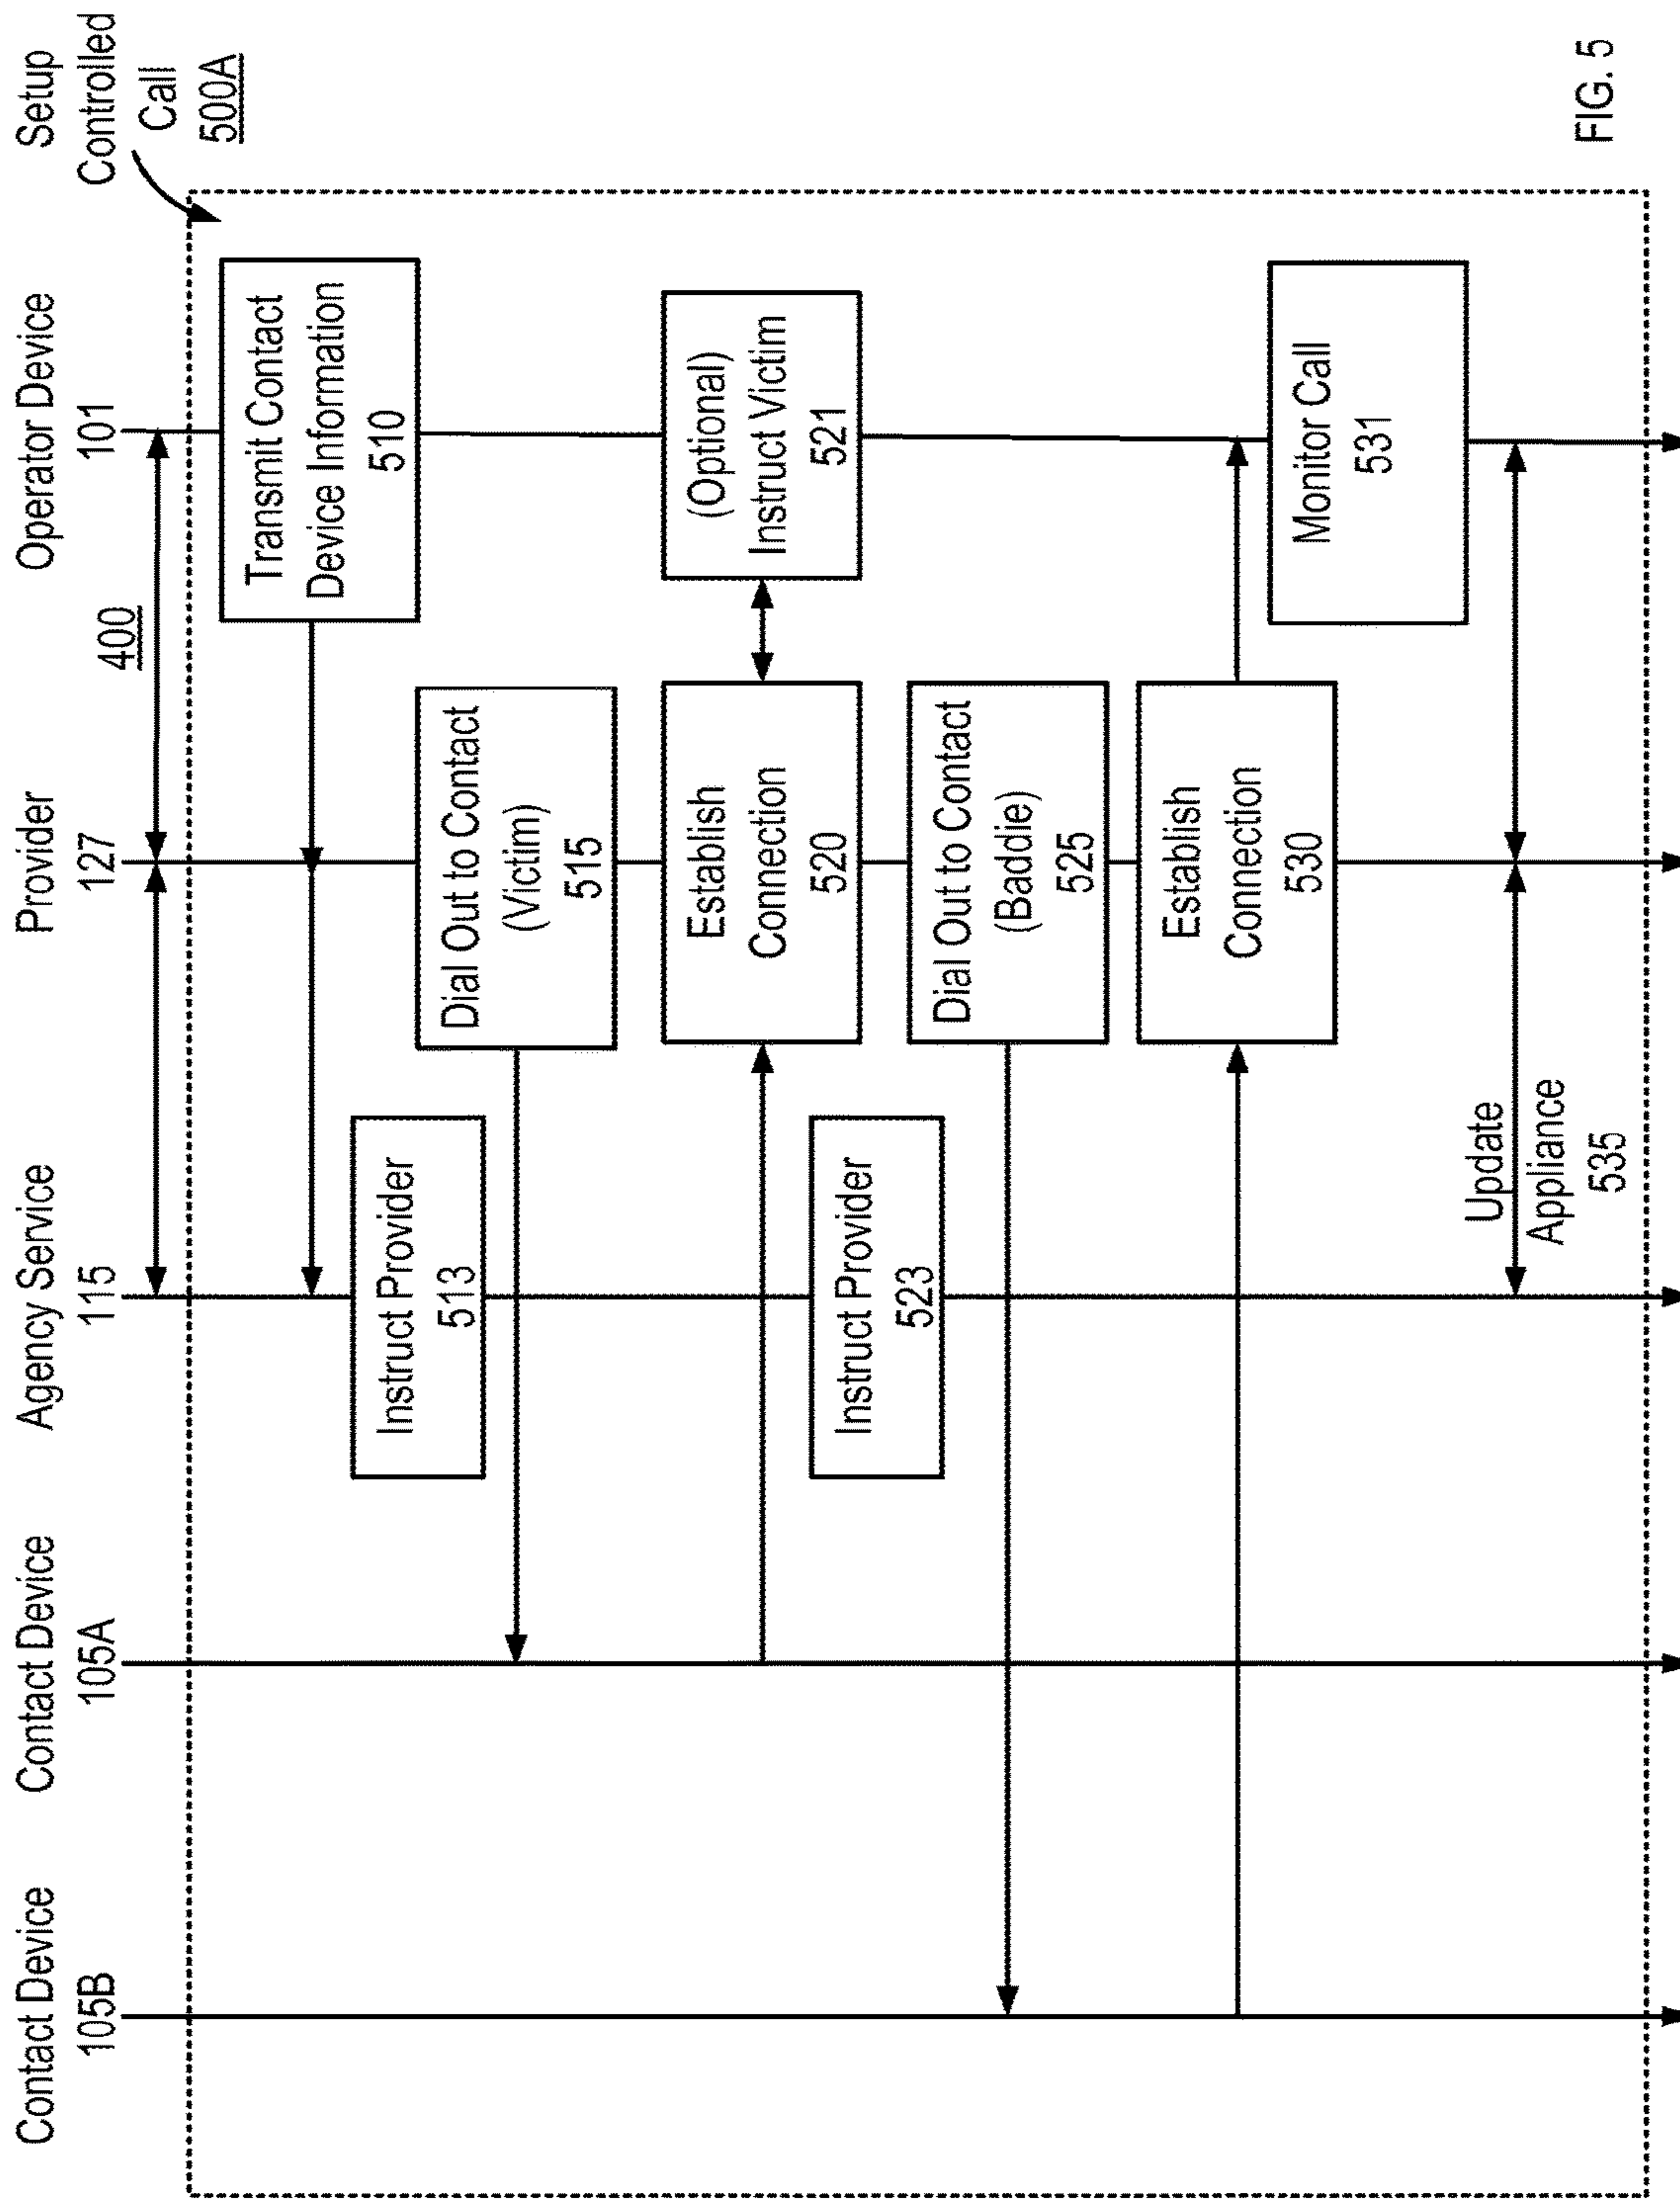 Contact Device
105B
Contact Device
105A
Agency Service
115
Provider
127
Operator Device
101
Setup
Controlled
Call
500A
400
Transmit Contact
Device Information
510
Instruct Provider
513
Dial Out to Contact
(Victim)
515
Establish
Connection
520
(Optional)
Instruct Victim
521
Instruct Provider
523
Dial Out to Contact
(Baddie)
525
Establish
Connection
530
Monitor Call
531
Update
Appliance
535
FIG. 5